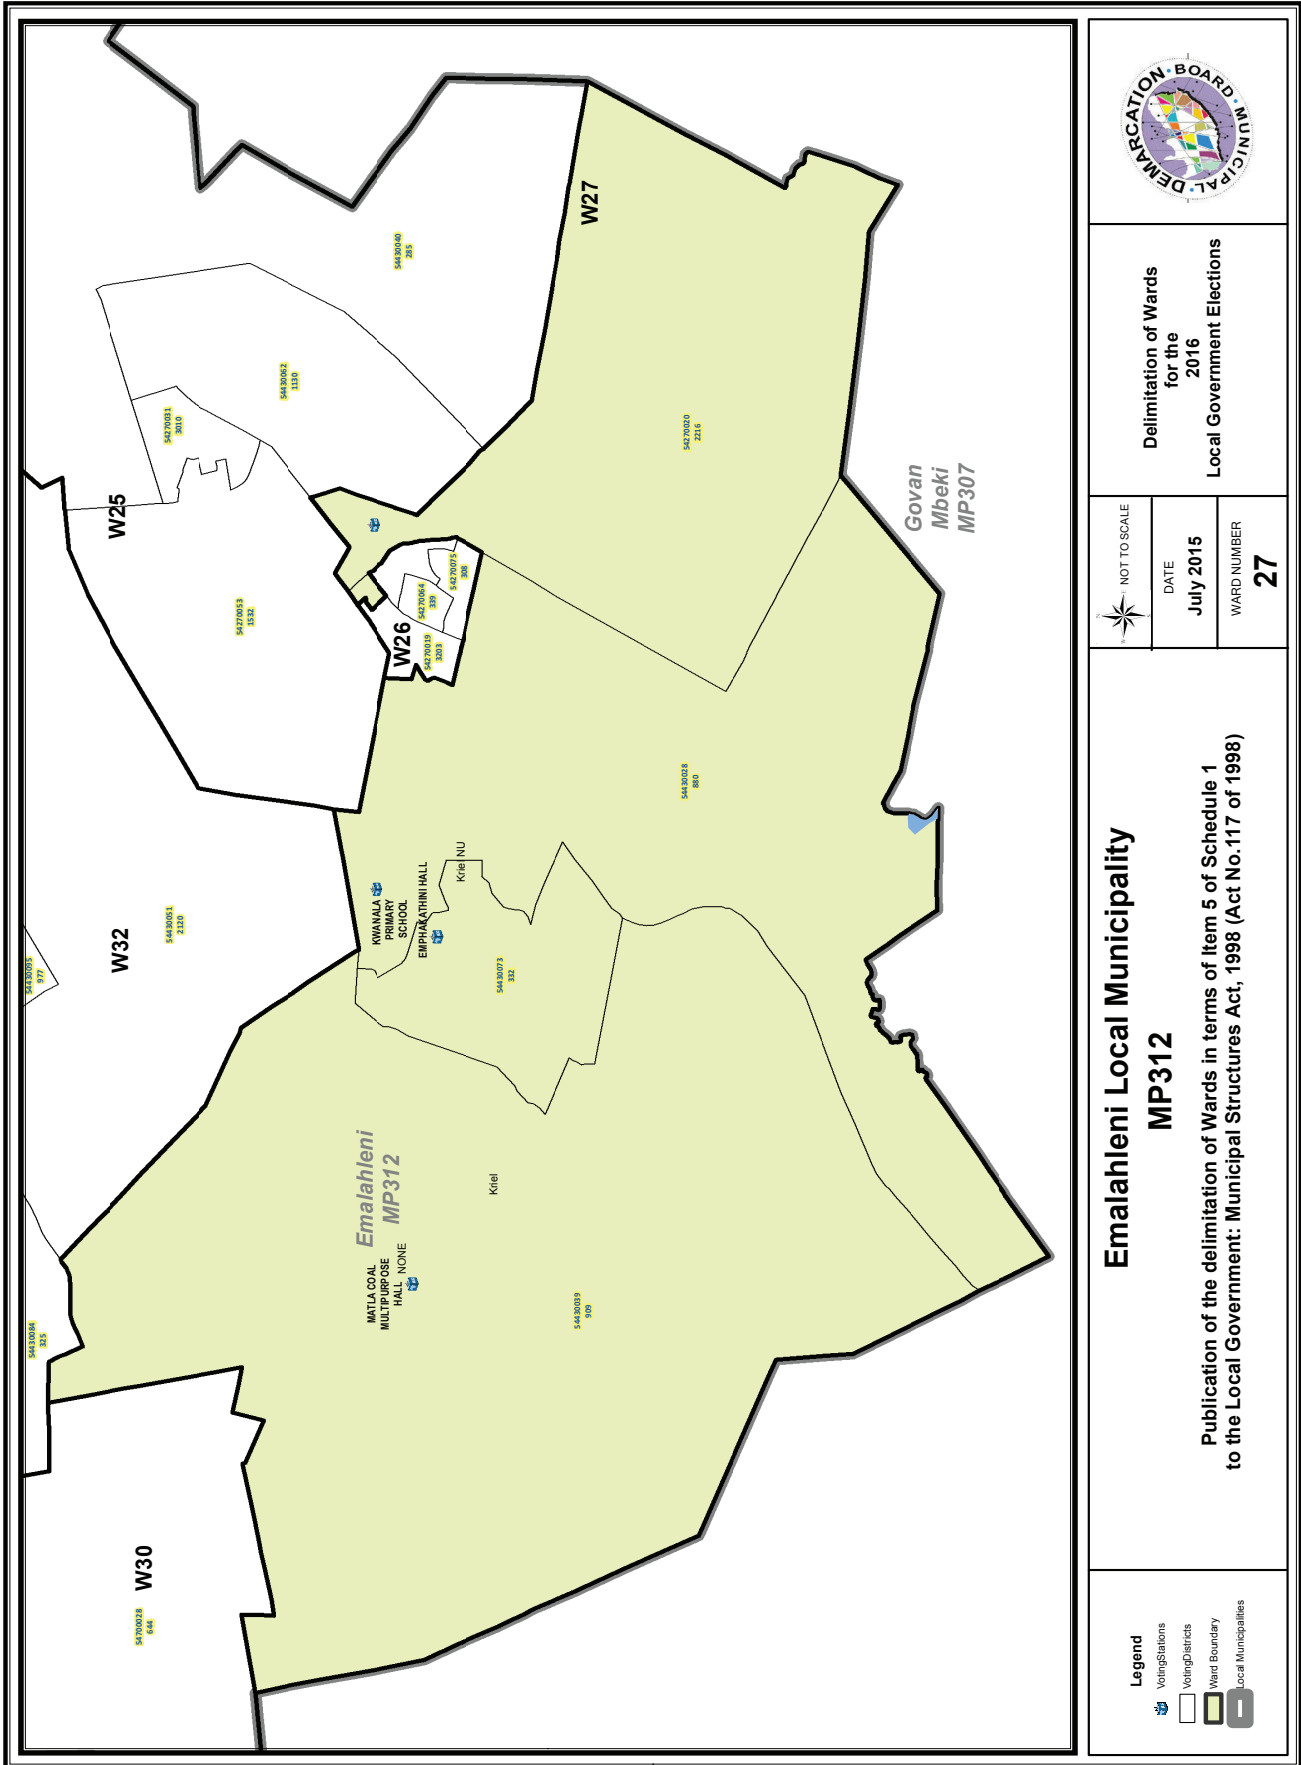 54430095
977
54430084
325
54430051
2120
W32
W25
54270031
3010
54430062
1130
54430040
285
54270053
1532
W26
54270064
339
54270075
308
54270019
3203
W27
54270020
2216
Govan
Mbeki
MP307
54430028
880
KWANALA
PRIMARY
SCHOOL
EMPHAKATHINI HALL
Kriel NU
54430073
332
Emalahleni
MP312
Kriel
MATLA COAL
MULTIPURPOSE
HALL
NONE
54430039
909
W30
54700028
644
Legend
VotingStations
VotingDistricts
Ward Boundary
Local Municipalities
Emalahleni Local Municipality
MP312
Publication of the delimitation of Wards in terms of Item 5 of Schedule 1
to the Local Government: Municipal Structures Act, 1998 (Act No.117 of 1998)
N
W
E
S
NOT TO SCALE
DATE
July 2015
WARD NUMBER
27
Delimitation of Wards
for the
2016
Local Government Elections
MUNICIPAL • DEMARCATION • BOARD •